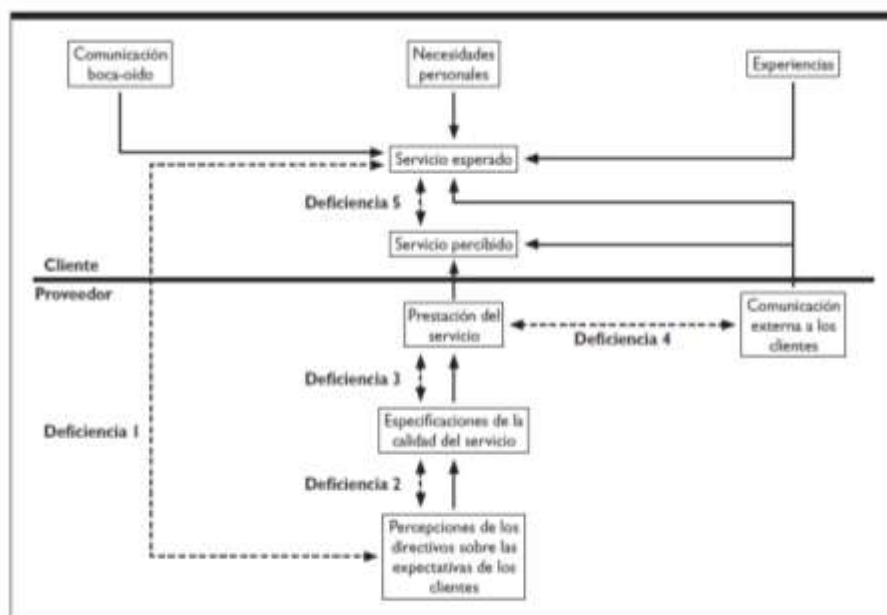 Comunicación
boca-oído
Necesidades
personales
Experiencias
Servicio esperado
Deficiencia 5
Servicio percibido
Cliente
Proveedor
Prestación del
servicio
Comunicación
externa a los
clientes
Deficiencia 4
Deficiencia 3
Deficiencia 1
Especificaciones de la
calidad del servicio
Deficiencia 2
Percepciones de los
directivos sobre las
expectativas de los
clientes